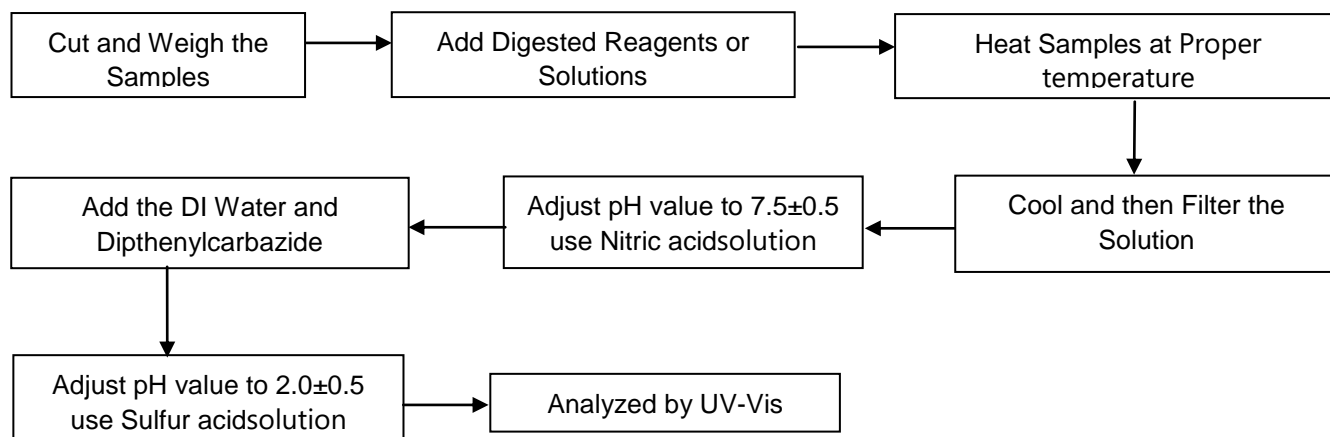 Cut and Weigh the
Samples
Add Digested Reagents or
Solutions
Heat Samples at Proper
temperature
Cool and then Filter the
Solution
Adjust pH value to 7.5±0.5
use Nitric acidsolution
Add the DI Water and
Dipthenylcarbazide
Adjust pH value to 2.0±0.5
use Sulfur acidsolution
Analyzed by UV-Vis